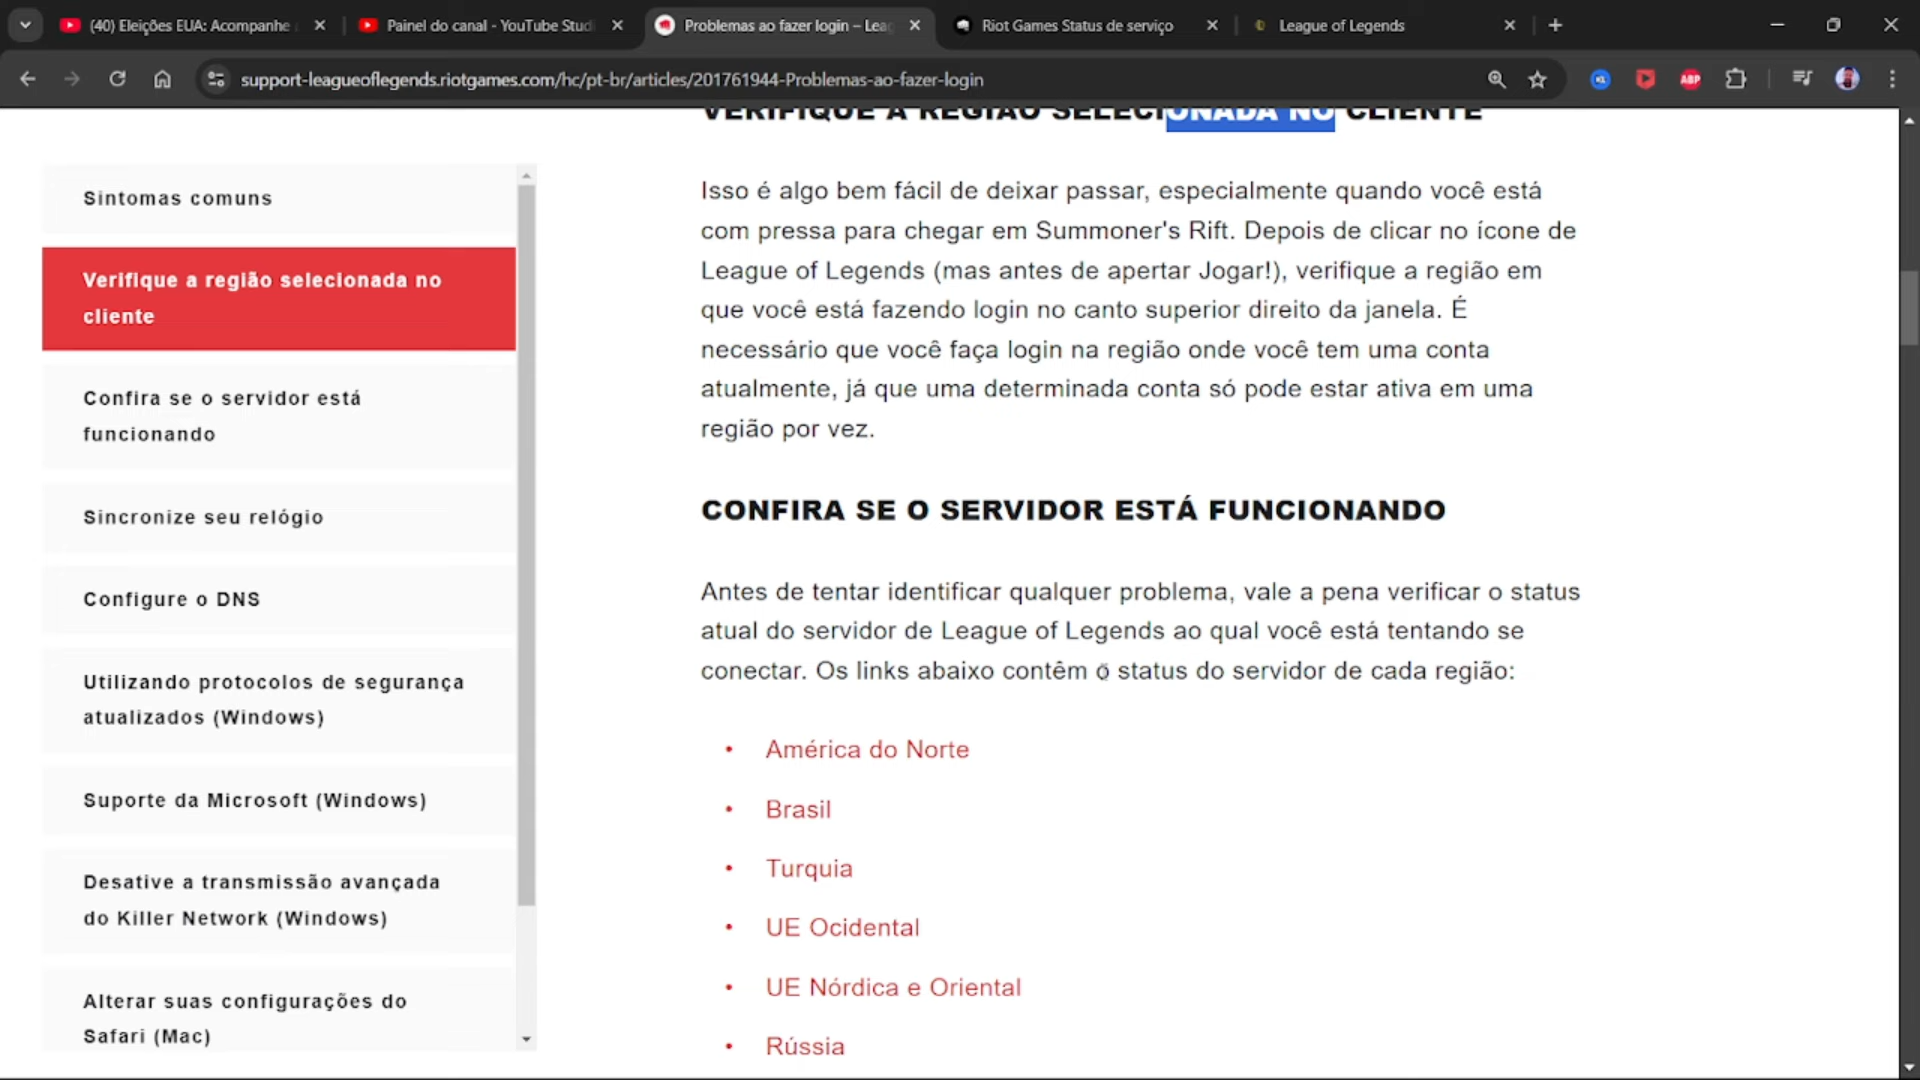 (40) Eleições EUA: Acompanhe
Painel do canal - YouTube Studi
Problemas ao fazer login – Leag
Riot Games Status de serviço
League of Legends
support-leagueoflegends.riotgames.com/hc/pt-br/articles/201761944-Problemas-ao-fazer-login
ABP
Sintomas comuns
Verifique a região selecionada no
cliente
Confira se o servidor está
funcionando
Sincronize seu relógio
Configure o DNS
Utilizando protocolos de segurança
atualizados (Windows)
Suporte da Microsoft (Windows)
Desative a transmissão avançada
do Killer Network (Windows)
Alterar suas configurações do
Safari (Mac)
VERIFIQUE A REGIÃO SELECIONADA NO CLIENTE
Isso é algo bem fácil de deixar passar, especialmente quando você está
com pressa para chegar em Summoner's Rift. Depois de clicar no ícone de
League of Legends (mas antes de apertar Jogar!), verifique a região em
que você está fazendo login no canto superior direito da janela. É
necessário que você faça login na região onde você tem uma conta
atualmente, já que uma determinada conta só pode estar ativa em uma
região por vez.
CONFIRA SE O SERVIDOR ESTÁ FUNCIONANDO
Antes de tentar identificar qualquer problema, vale a pena verificar o status
atual do servidor de League of Legends ao qual você está tentando se
conectar. Os links abaixo contêm o status do servidor de cada região:
• América do Norte
• Brasil
• Turquia
• UE Ocidental
• UE Nórdica e Oriental
• Rússia